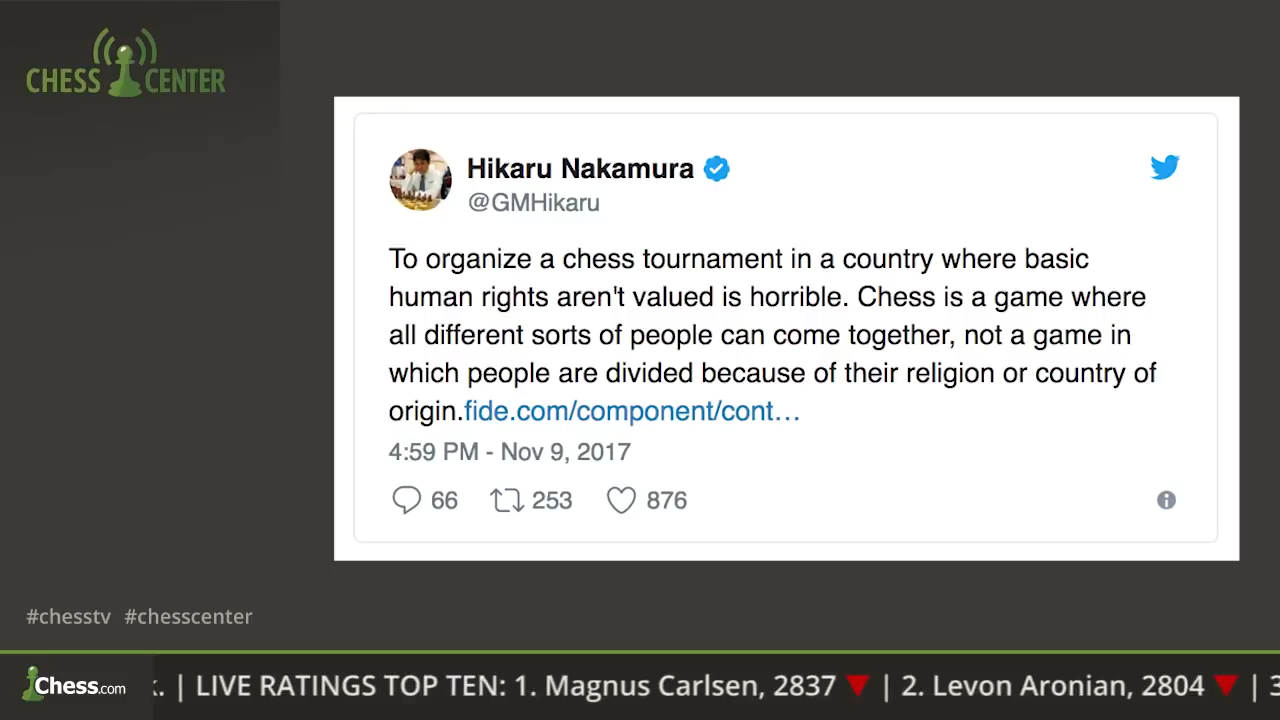 CHESS CENTER
Hikaru Nakamura
@GMHikaru
To organize a chess tournament in a country where basic
human rights aren't valued is horrible. Chess is a game where
all different sorts of people can come together, not a game in
which people are divided because of their religion or country of
origin.fide.com/component/cont…
4:59 PM - Nov 9, 2017
66 253 876
#chesstv #chesscenter
Chess.com
k. | LIVE RATINGS TOP TEN: 1. Magnus Carlsen, 2837 | 2. Levon Aronian, 2804 | 3